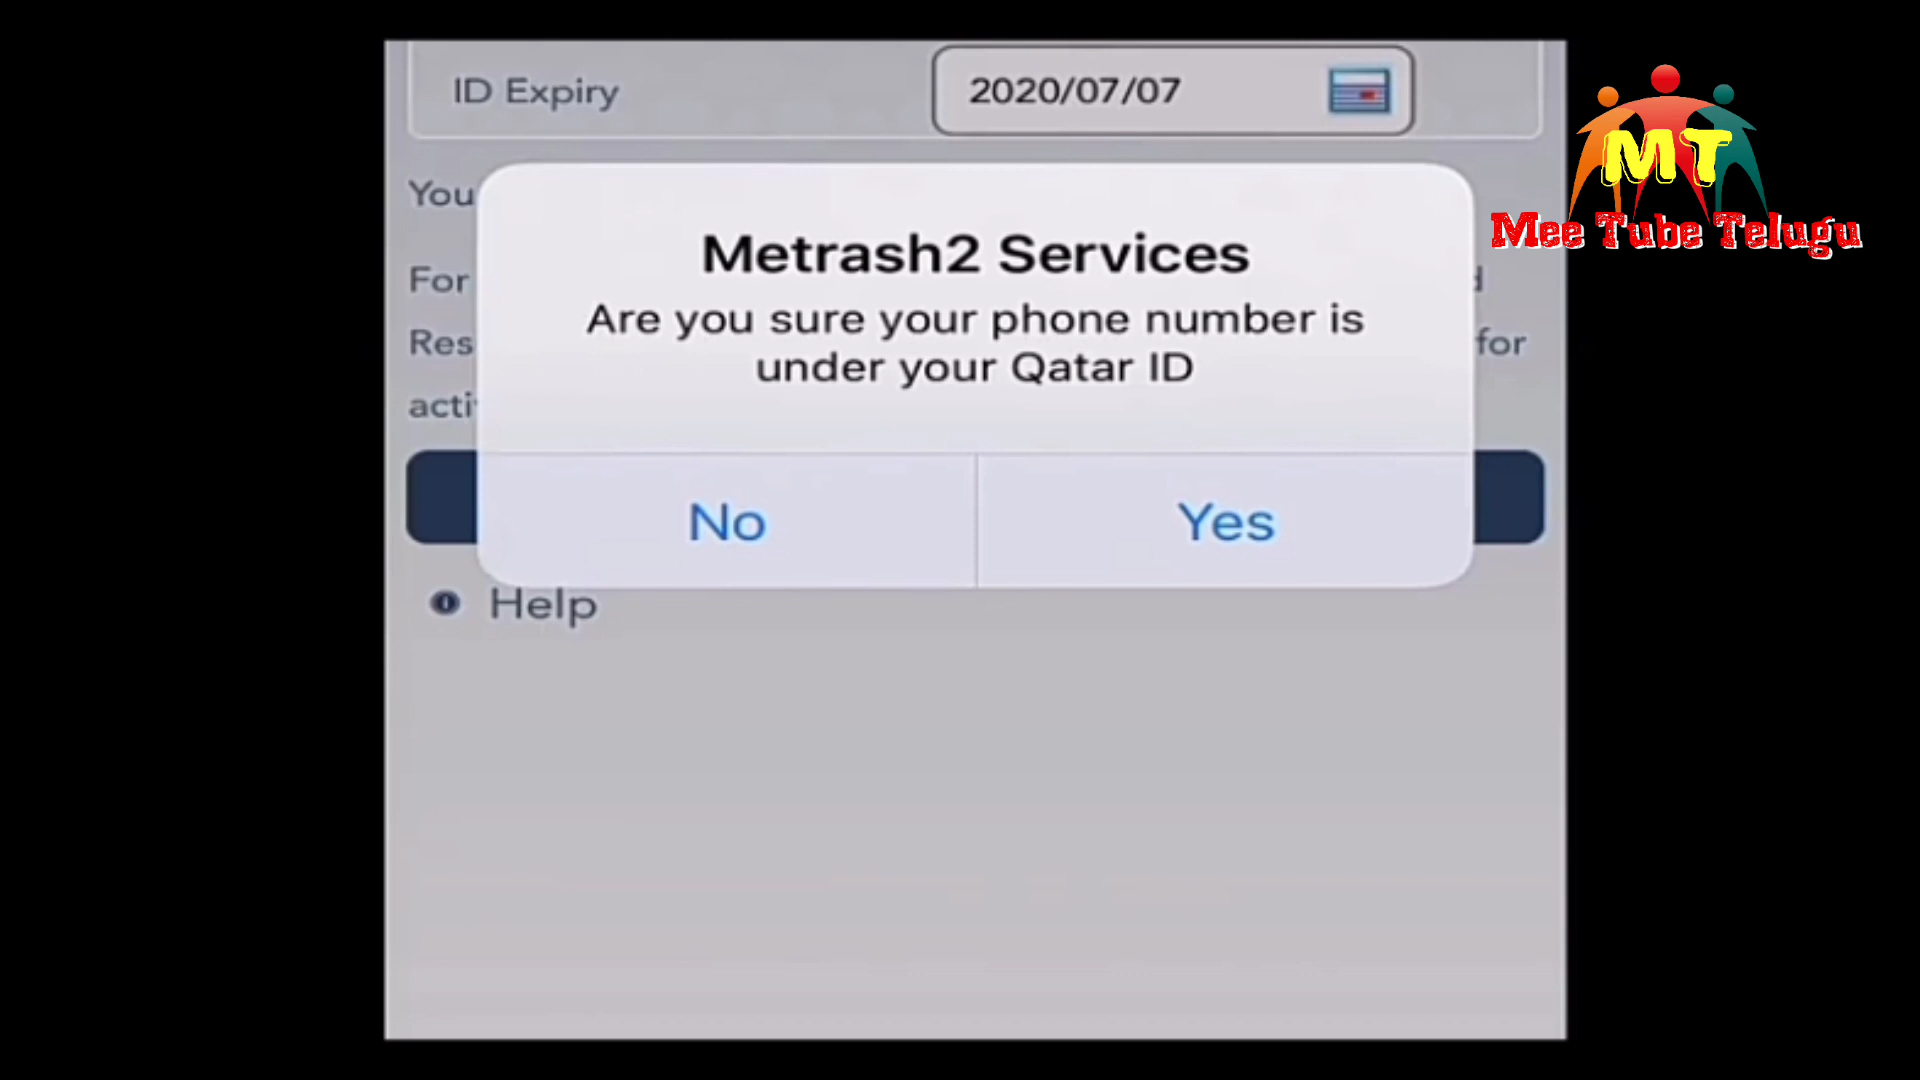 ID Expiry 2020/07/07
MT
Mee Tube Telugu
You
Metrash2 Services
For
Are you sure your phone number is
Res for
under your Qatar ID
No Yes
Help